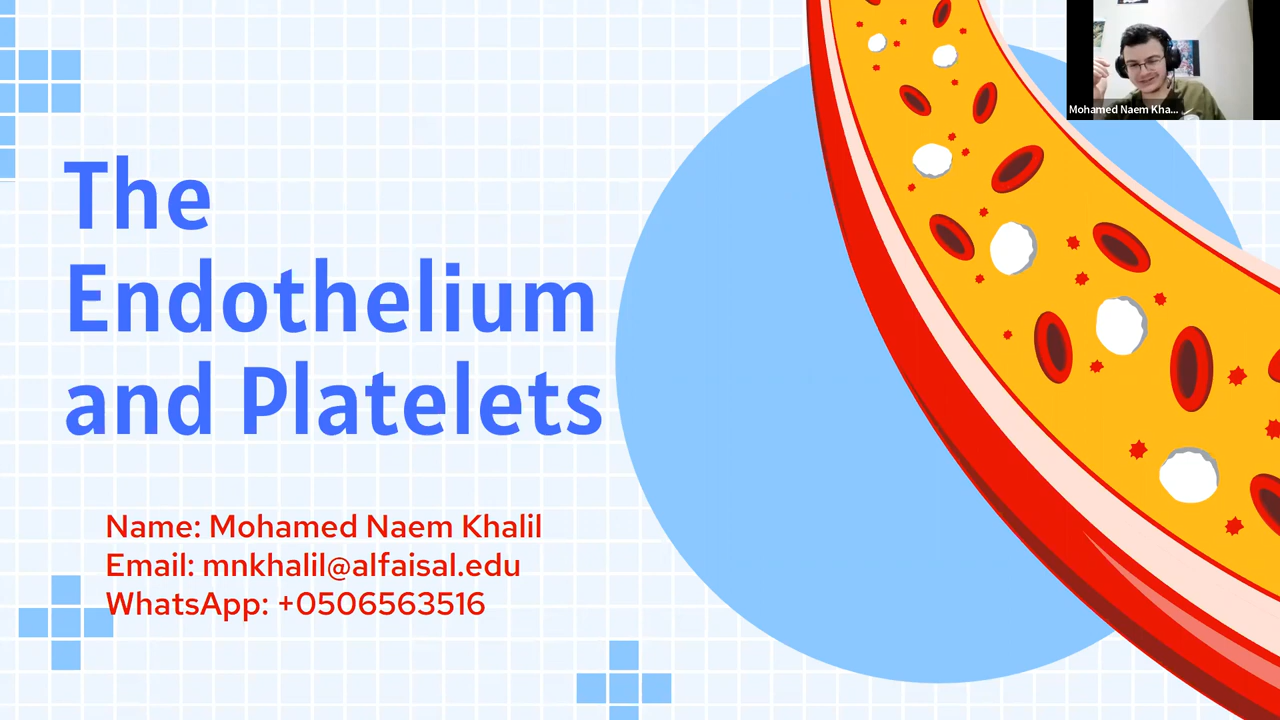 Mohamed Naem Kha...
The
Endothelium
and Platelets
Name: Mohamed Naem Khalil
Email: mnkhalil@alfaisal.edu
WhatsApp: +0506563516